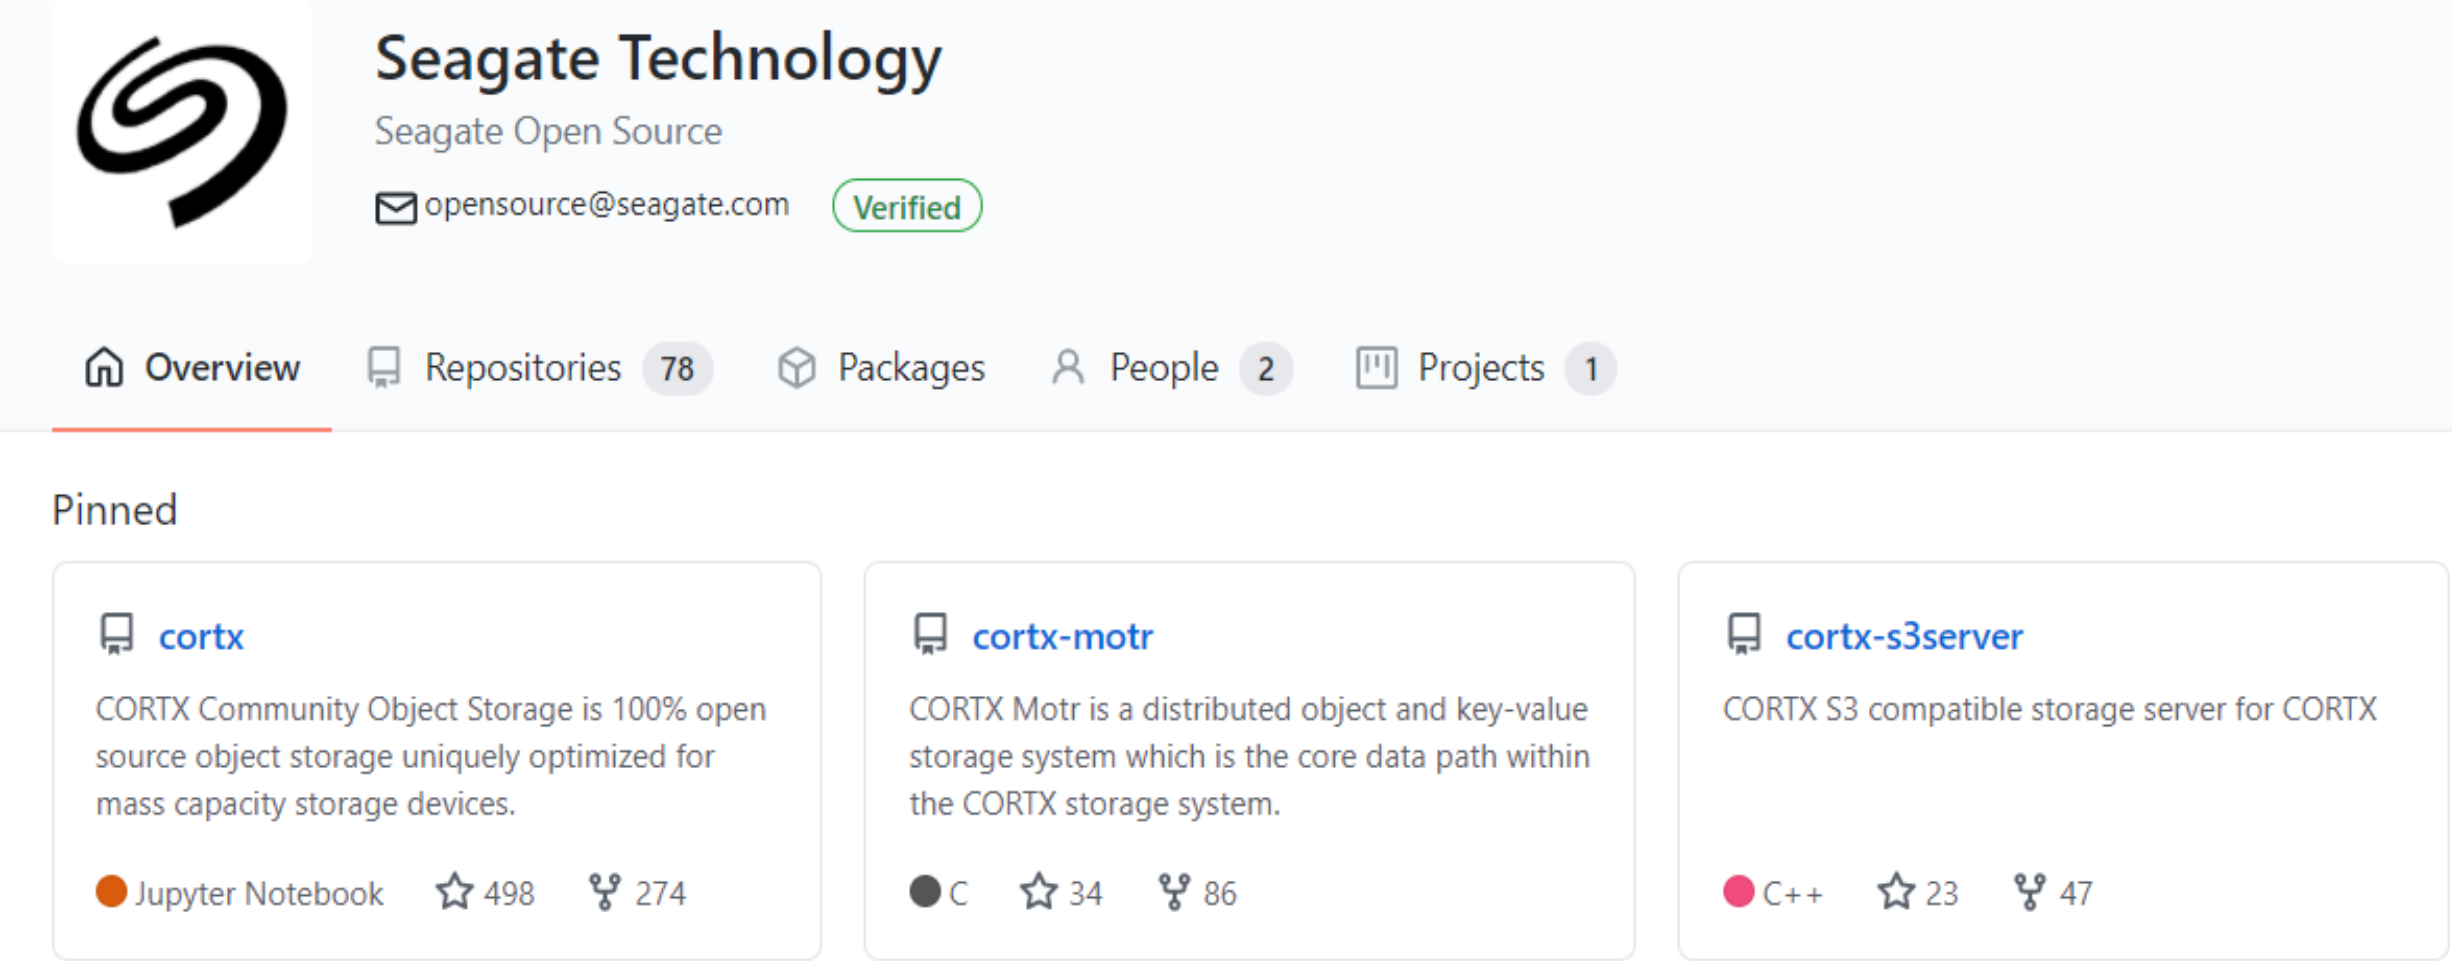 Seagate Technology
Seagate Open Source
opensource@seagate.com Verified
Overview Repositories 78 Packages People 2 Projects 1
Pinned
cortx
CORTX Community Object Storage is 100% open
source object storage uniquely optimized for
mass capacity storage devices.
Jupyter Notebook 498 274
cortx-motr
CORTX Motr is a distributed object and key-value
storage system which is the core data path within
the CORTX storage system.
C 34 86
cortx-s3server
CORTX S3 compatible storage server for CORTX
C++ 23 47